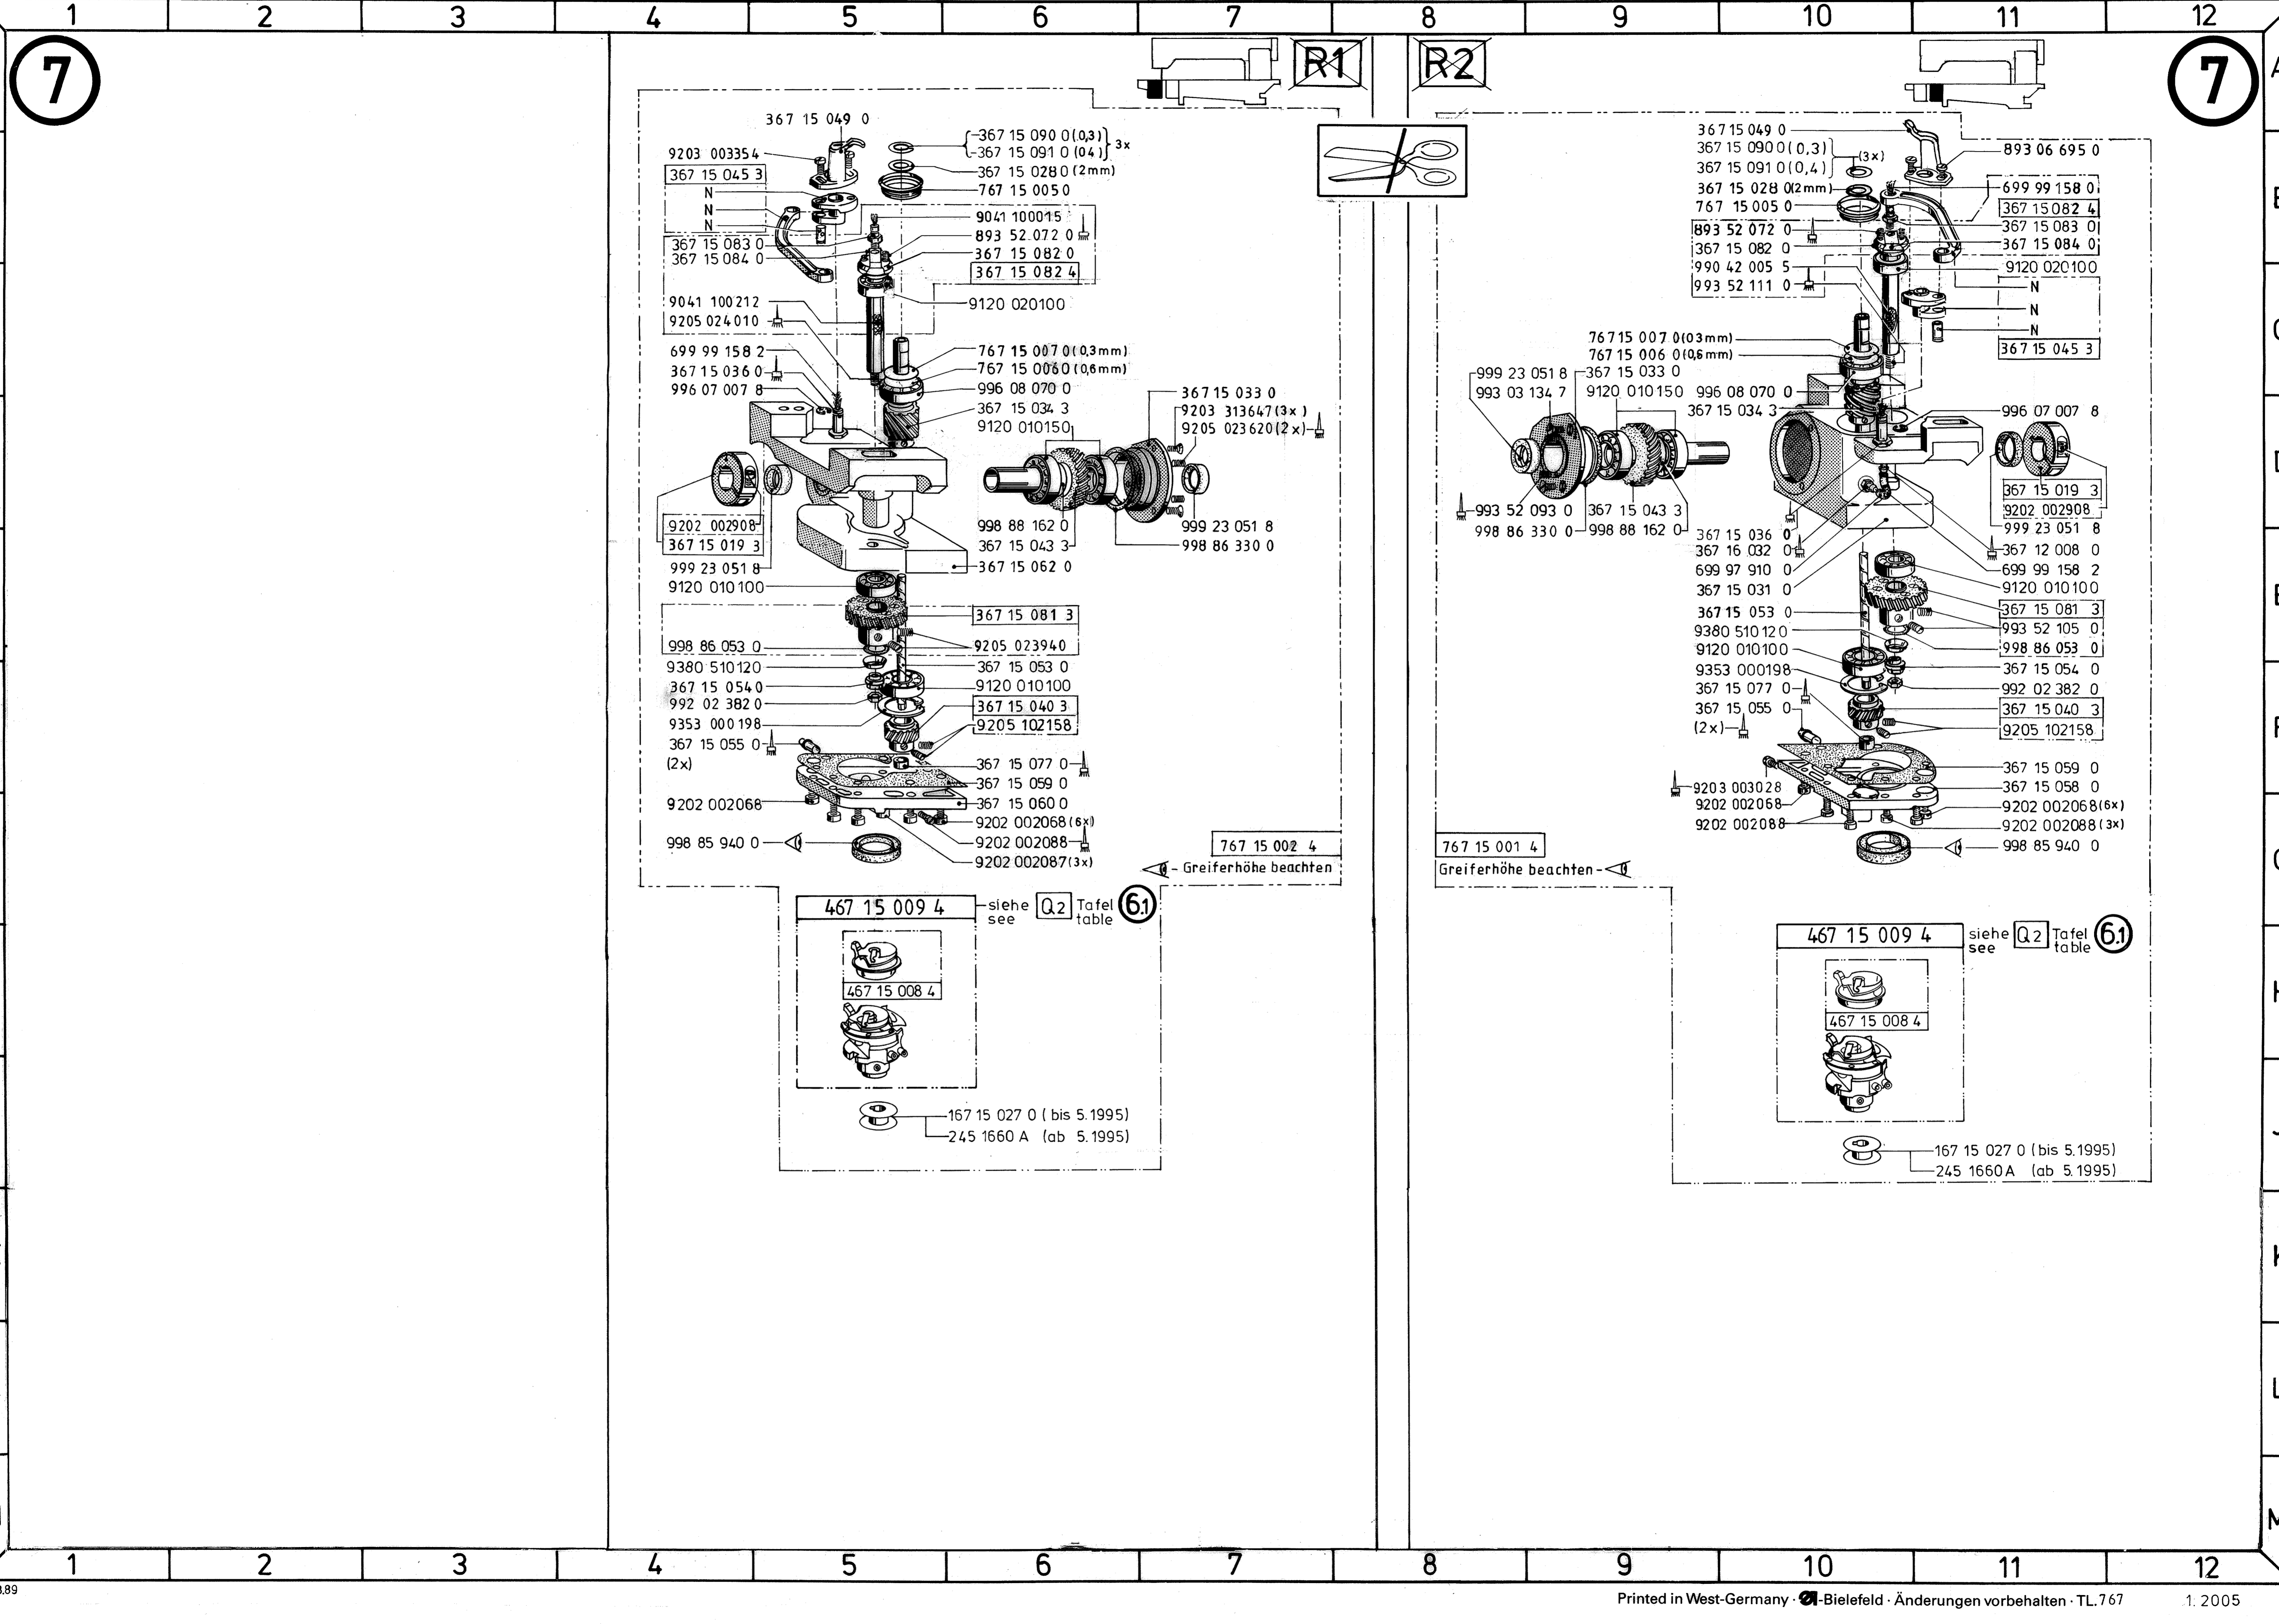 1 2 3 4 5 6 7 8 9 10 11 12
7
R1
R2
7
367 15 049 0
9203 003354
367 15 045 3
N
N
N
367 15 083 0
367 15 084 0
9041 100212
9205 024010
699 99 158 2
367 15 036 0
996 07 007 8
9202 002908
367 15 019 3
999 23 051 8
9120 010100
998 86 053 0
9380 510120
367 15 054 0
992 02 382 0
9353 000198
367 15 055 0
(2x)
9202 002068
998 85 940 0
367 15 090 0 (0,3)
367 15 091 0 (04)
3x
367 15 028 0 (2mm)
767 15 005 0
9041 100015
893 52 072 0
367 15 082 0
367 15 082 4
9120 020100
767 15 007 0 (0,3mm)
767 15 006 0 (0,6mm)
996 08 070 0
367 15 034 3
9120 010150
367 15 033 0
9203 313647 (3x)
9205 023620 (2x)
998 88 162 0
367 15 043 3
999 23 051 8
998 86 330 0
367 15 062 0
367 15 081 3
9205 023940
367 15 053 0
9120 010100
367 15 040 3
9205 102158
367 15 077 0
367 15 059 0
367 15 060 0
9202 002068 (6x)
9202 002088
9202 002087 (3x)
767 15 002 4
- Greiferhöhe beachten
467 15 009 4
siehe Q2 Tafel 6.1
see table
467 15 008 4
167 15 027 0 (bis 5.1995)
245 1660 A (ab 5.1995)
367 15 049 0
367 15 090 0 (0,3)
367 15 091 0 (0,4)
(3x)
367 15 028 0 (2mm)
767 15 005 0
893 52 072 0
367 15 082 0
990 42 005 5
993 52 111 0
893 06 695 0
699 99 158 0
367 15 082 4
367 15 083 0
367 15 084 0
9120 020100
N
N
N
367 15 045 3
767 15 007 0 (03mm)
767 15 006 0 (0,6mm)
999 23 051 8
367 15 033 0
993 03 134 7
9120 010150
996 08 070 0
367 15 034 3
996 07 007 8
993 52 093 0
367 15 043 3
998 86 330 0
998 88 162 0
367 15 019 3
9202 002908
999 23 051 8
367 15 036 0
367 16 032 0
699 97 910 0
367 15 031 0
367 15 053 0
9380 510120
9120 010100
9353 000198
367 15 077 0
367 15 055 0
(2x)
9203 003028
9202 002068
9202 002088
367 12 008 0
699 99 158 2
9120 010100
367 15 081 3
993 52 105 0
998 86 053 0
367 15 054 0
992 02 382 0
367 15 040 3
9205 102158
367 15 059 0
367 15 058 0
9202 002068 (6x)
9202 002088 (3x)
998 85 940 0
767 15 001 4
Greiferhöhe beachten -
467 15 009 4
siehe Q2 Tafel 6.1
see table
467 15 008 4
167 15 027 0 (bis 5.1995)
245 1660 A (ab 5.1995)
1 2 3 4 5 6 7 8 9 10 11 12
Printed in West-Germany · -Bielefeld · Änderungen vorbehalten · TL.767
1. 2005